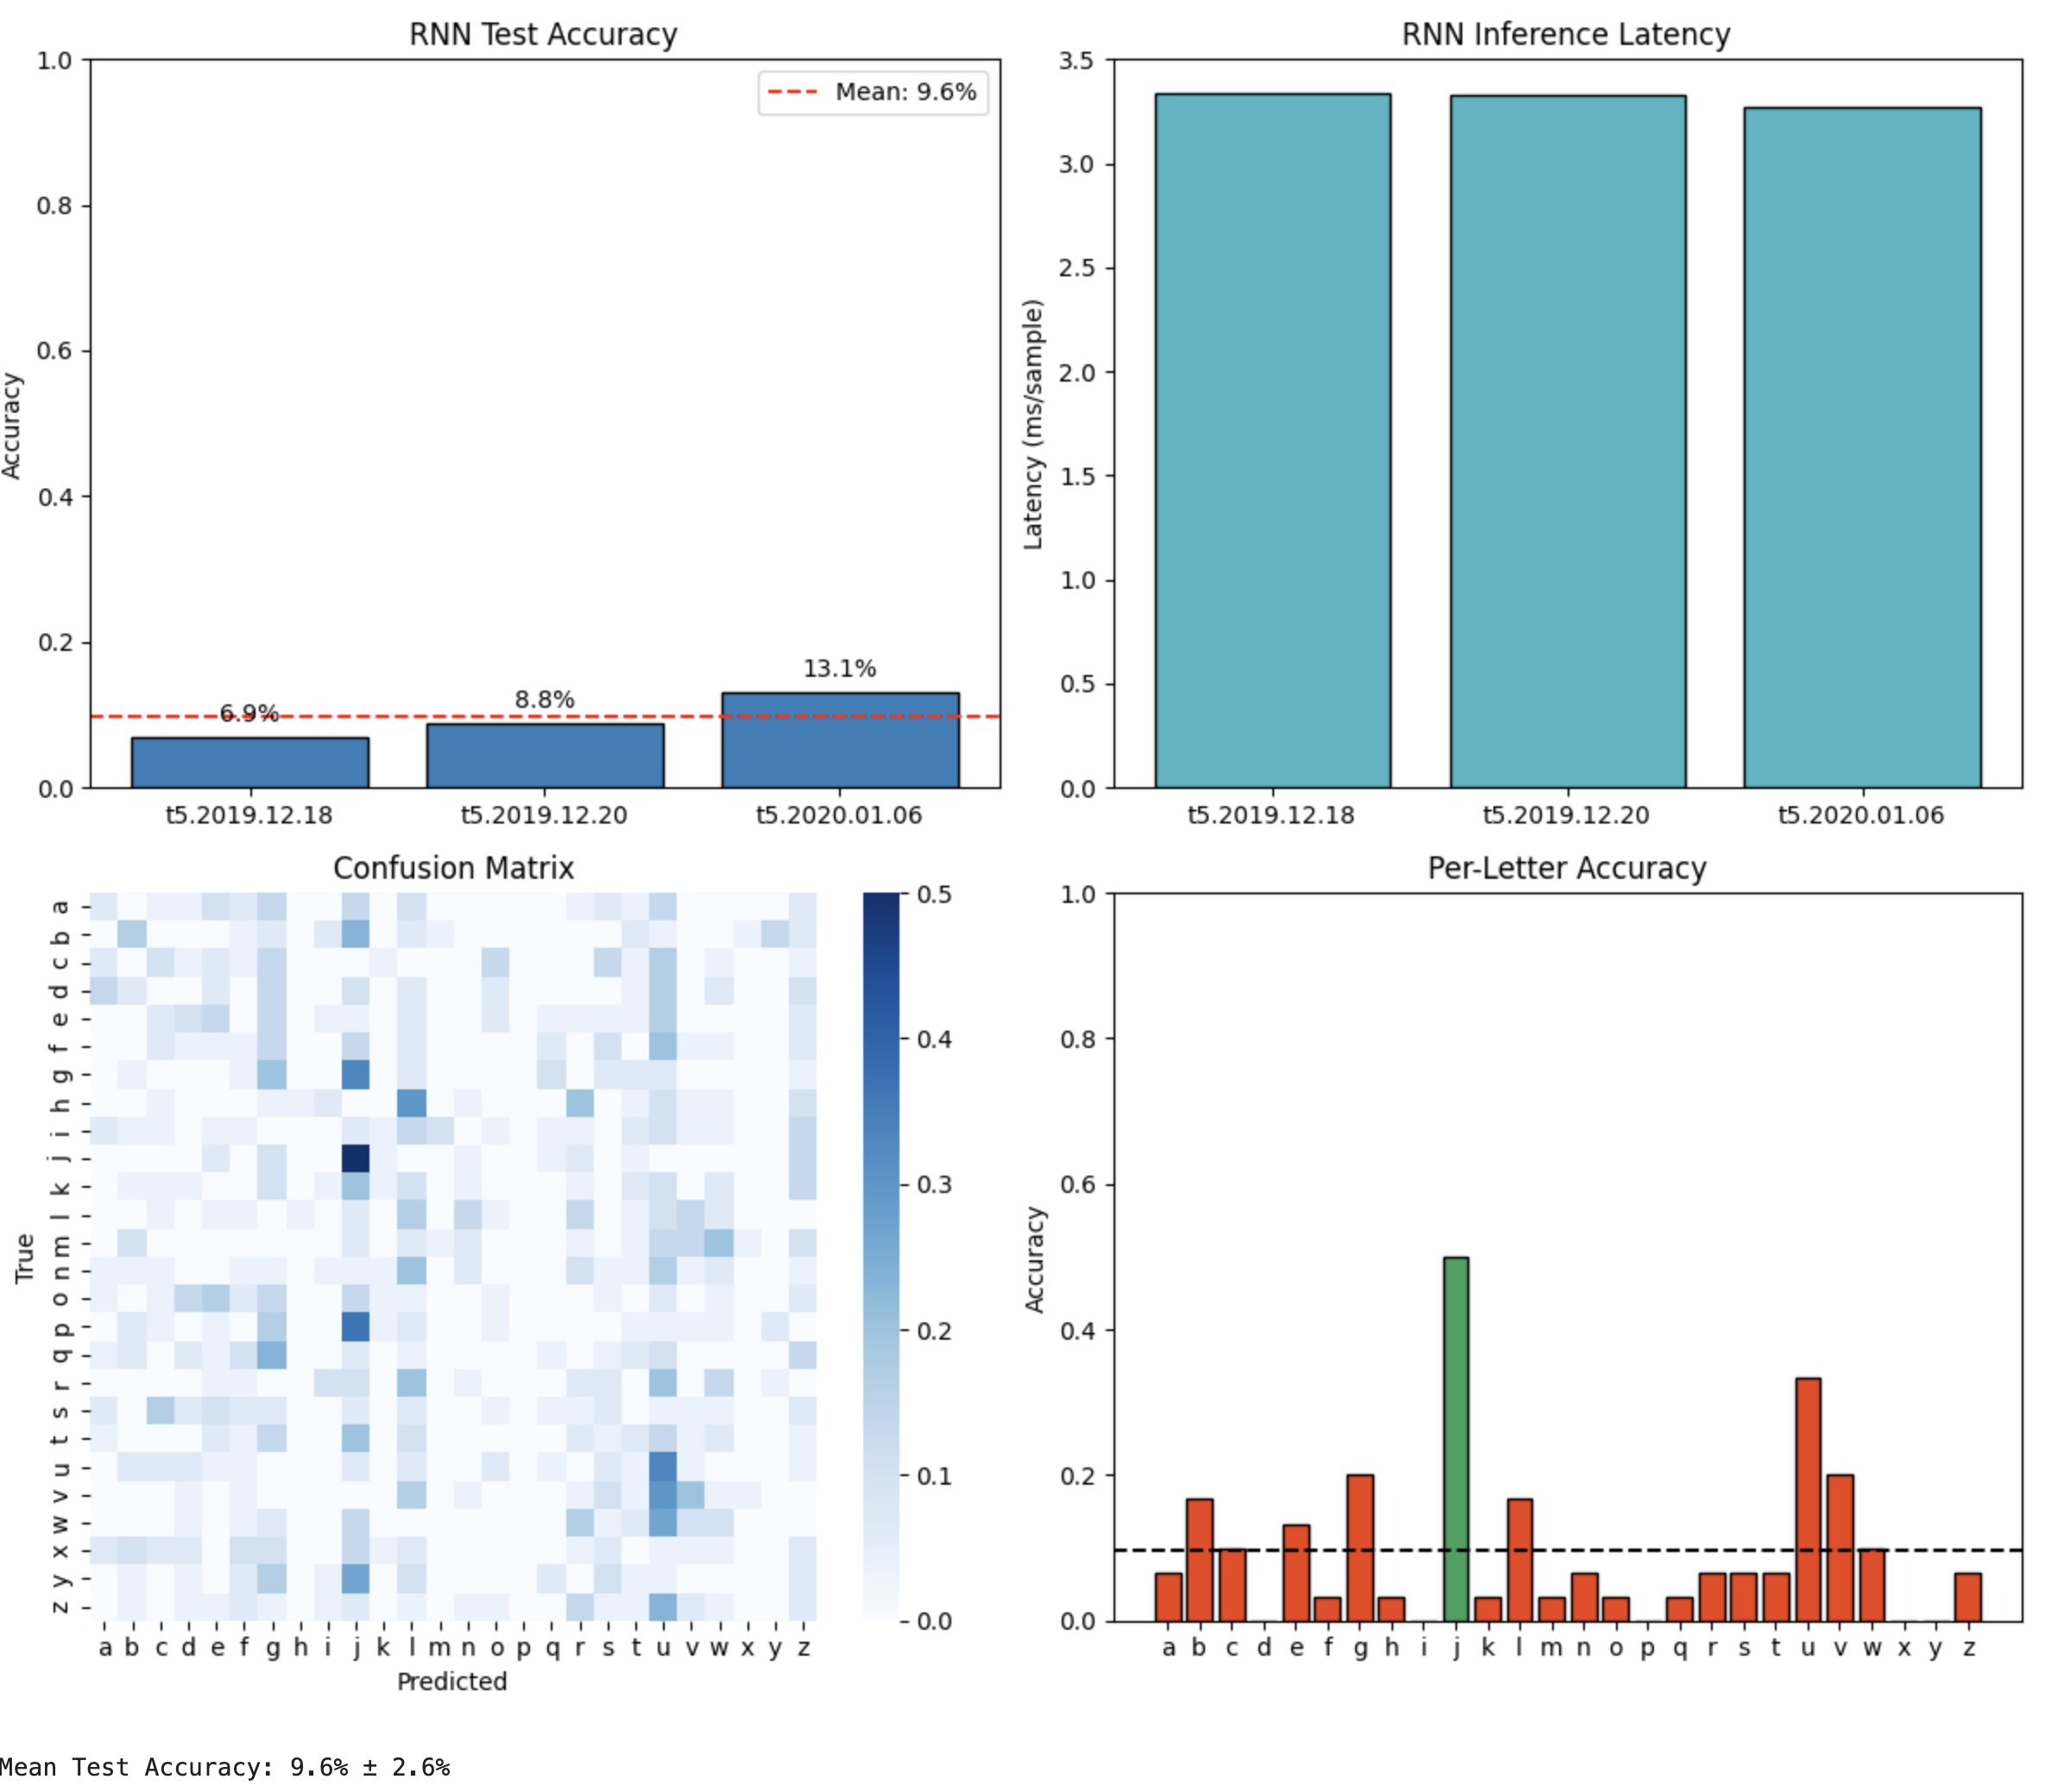 RNN Test Accuracy
1.0
0.8
0.6
0.4
0.2
0.0
Accuracy
Mean: 9.6%
6.9%
8.8%
13.1%
t5.2019.12.18
t5.2019.12.20
t5.2020.01.06
RNN Inference Latency
3.5
3.0
2.5
2.0
1.5
1.0
0.5
0.0
Latency (ms/sample)
t5.2019.12.18
t5.2019.12.20
t5.2020.01.06
Confusion Matrix
a
b
c
d
e
f
g
h
i
j
k
l
m
n
o
p
q
r
s
t
u
v
w
x
y
z
True
a b c d e f g h i j k l m n o p q r s t u v w x y z
Predicted
0.5
0.4
0.3
0.2
0.1
0.0
Per-Letter Accuracy
1.0
0.8
0.6
0.4
0.2
0.0
Accuracy
a b c d e f g h i j k l m n o p q r s t u v w x y z
Mean Test Accuracy: 9.6% ± 2.6%